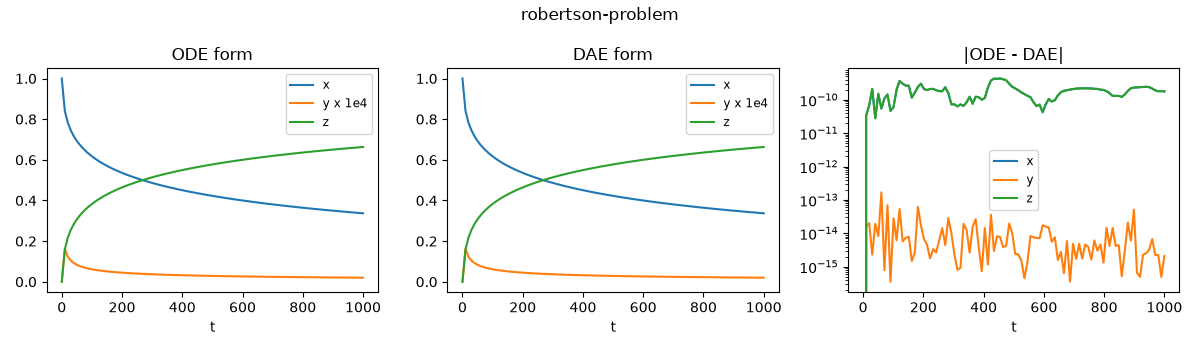 robertson-problem
ODE form
1.0
0.8
0.6
0.4
0.2
0.0
x
y x 1e4
z
0 200 400 600 800 1000
t
DAE form
1.0
0.8
0.6
0.4
0.2
0.0
x
y x 1e4
z
0 200 400 600 800 1000
t
|ODE - DAE|
10⁻¹⁰
10⁻¹¹
10⁻¹²
10⁻¹³
10⁻¹⁴
10⁻¹⁵
x
y
z
0 200 400 600 800 1000
t